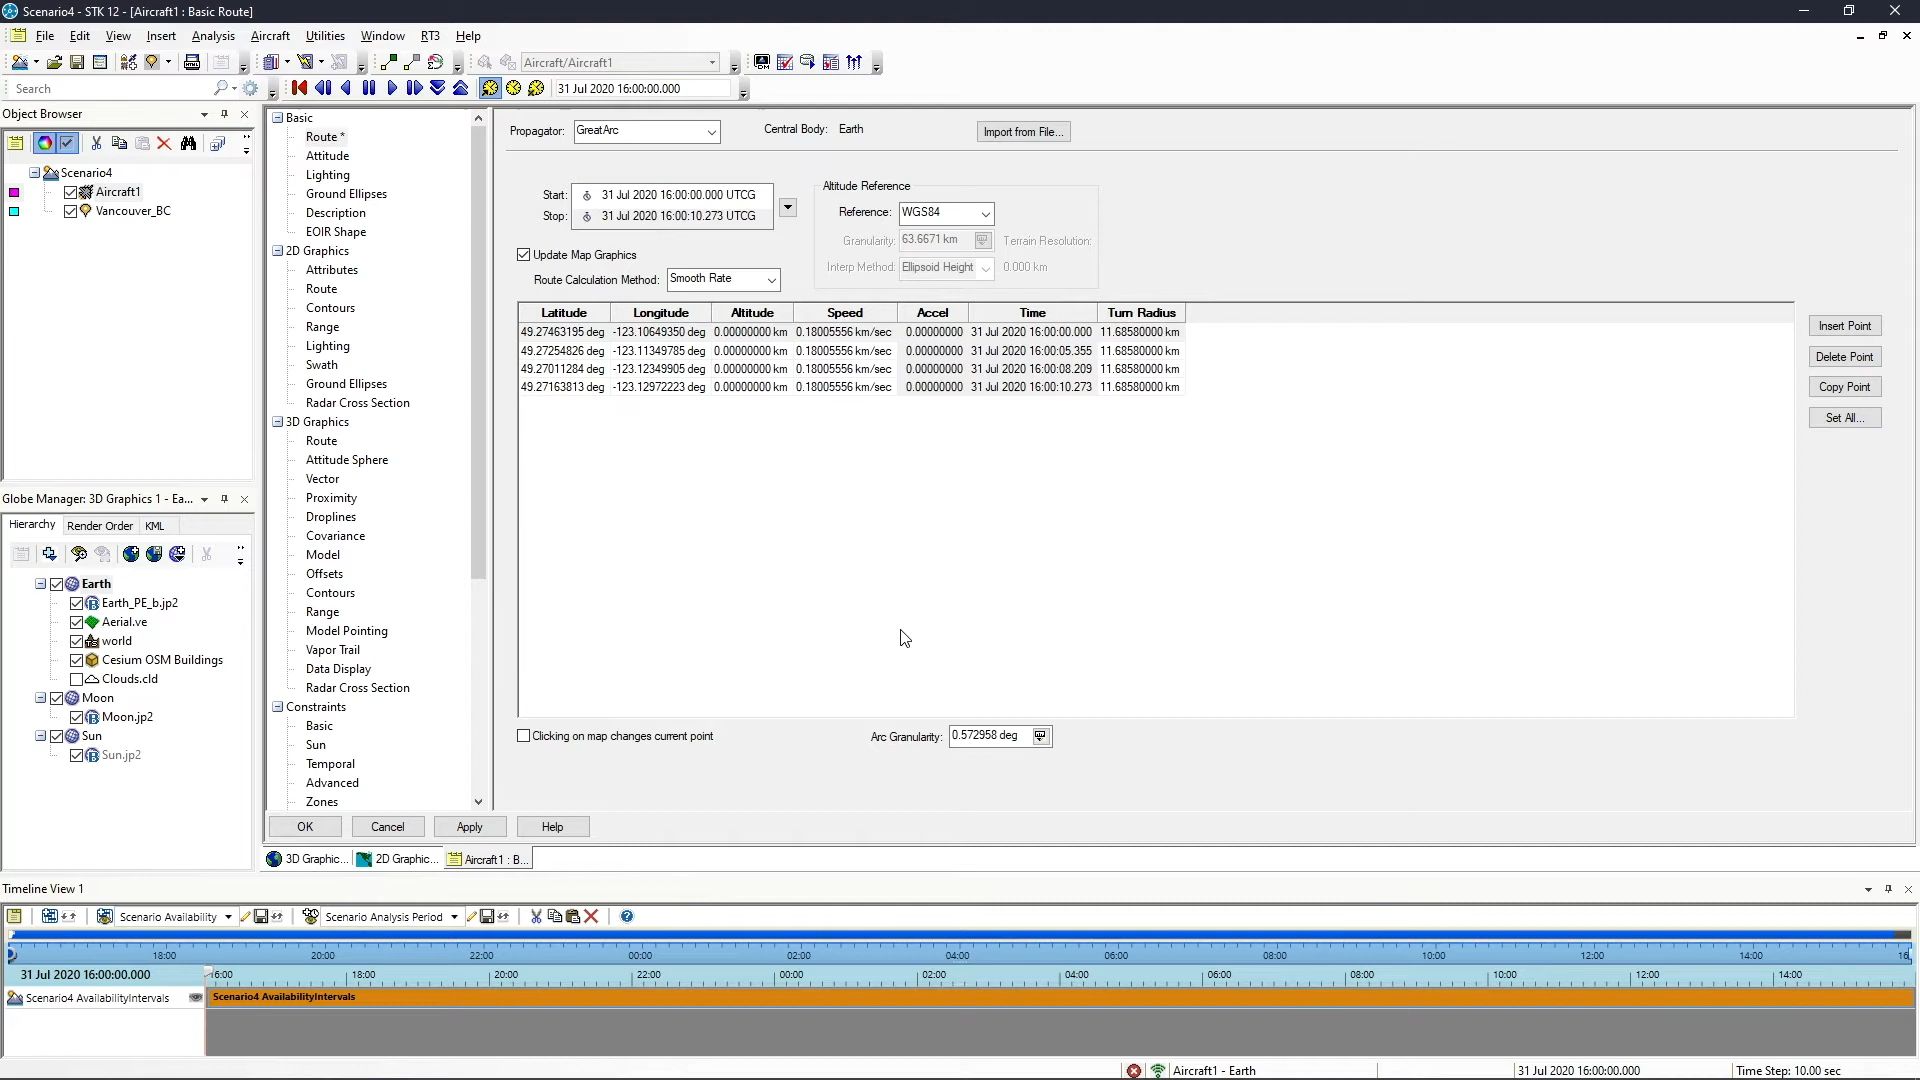 Scenario4 - STK 12 - [Aircraft1 : Basic Route]
File Edit View Insert Analysis Aircraft Utilities Window RT3 Help
Aircraft/Aircraft1
Search
31 Jul 2020 16:00:00.000
Object Browser
Scenario4
Aircraft1
Vancouver_BC
Globe Manager: 3D Graphics 1 - Ea...
Hierarchy Render Order KML
Earth
Earth_PE_b.jp2
Aerial.ve
world
Cesium OSM Buildings
Clouds.cld
Moon
Moon.jp2
Sun
Sun.jp2
Basic
Route *
Attitude
Lighting
Ground Ellipses
Description
EOIR Shape
2D Graphics
Attributes
Route
Contours
Range
Lighting
Swath
Ground Ellipses
Radar Cross Section
3D Graphics
Route
Attitude Sphere
Vector
Proximity
Droplines
Covariance
Model
Offsets
Contours
Range
Model Pointing
Vapor Trail
Data Display
Radar Cross Section
Constraints
Basic
Sun
Temporal
Advanced
Zones
Propagator: GreatArc Central Body: Earth Import from File...
Start: 31 Jul 2020 16:00:00.000 UTCG
Stop: 31 Jul 2020 16:00:10.273 UTCG
Altitude Reference
Reference: WGS84
Granularity: 63.6671 km Terrain Resolution:
Interp Method: Ellipsoid Height 0.000 km
Update Map Graphics
Route Calculation Method: Smooth Rate
Latitude Longitude Altitude Speed Accel Time Turn Radius
49.27463195 deg -123.10649350 deg 0.00000000 km 0.18005556 km/sec 0.00000000 31 Jul 2020 16:00:00.000 11.68580000 km
49.27254826 deg -123.11349785 deg 0.00000000 km 0.18005556 km/sec 0.00000000 31 Jul 2020 16:00:05.355 11.68580000 km
49.27011284 deg -123.12349905 deg 0.00000000 km 0.18005556 km/sec 0.00000000 31 Jul 2020 16:00:08.209 11.68580000 km
49.27163813 deg -123.12972223 deg 0.00000000 km 0.18005556 km/sec 0.00000000 31 Jul 2020 16:00:10.273 11.68580000 km
Insert Point
Delete Point
Copy Point
Set All...
Clicking on map changes current point Arc Granularity: 0.572958 deg
OK Cancel Apply Help
3D Graphic... 2D Graphic... Aircraft1 : B...
Timeline View 1
Scenario Availability Scenario Analysis Period
18:00 20:00 22:00 00:00 02:00 04:00 06:00 08:00 10:00 12:00 14:00 16
31 Jul 2020 16:00:00.000 16:00 18:00 20:00 22:00 00:00 02:00 04:00 06:00 08:00 10:00 12:00 14:00
Scenario4 AvailabilityIntervals Scenario4 AvailabilityIntervals
Aircraft1 - Earth 31 Jul 2020 16:00:00.000 Time Step: 10.00 sec